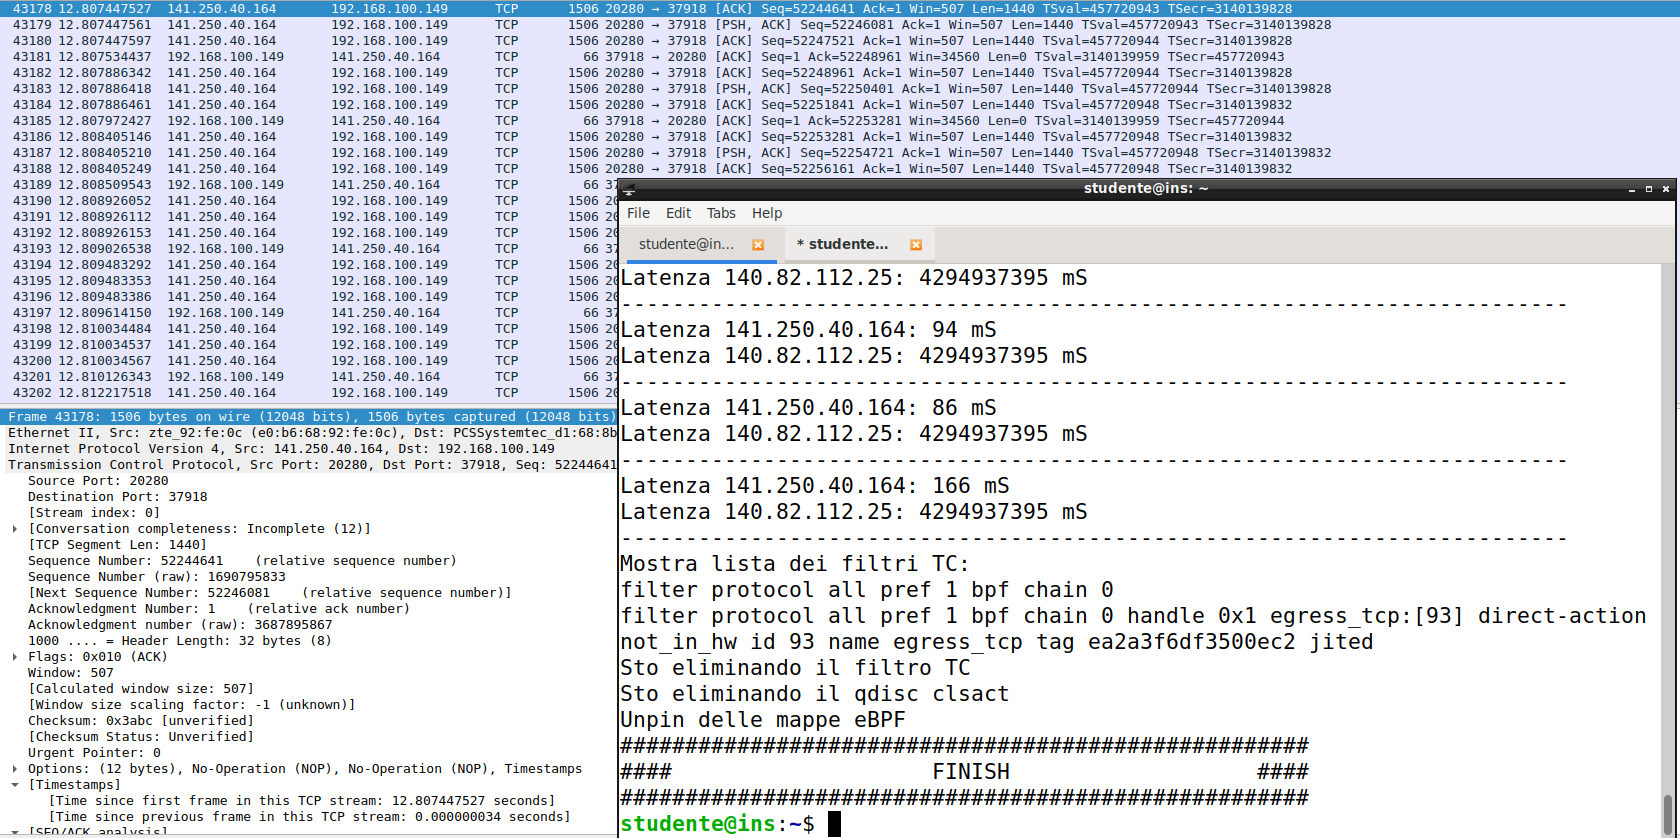 43178 12.807447527 141.250.40.164 192.168.100.149 TCP 1506 20280 → 37918 [ACK] Seq=52244641 Ack=1 Win=507 Len=1440 TSval=457720943 TSecr=3140139828
43179 12.807447561 141.250.40.164 192.168.100.149 TCP 1506 20280 → 37918 [PSH, ACK] Seq=52246081 Ack=1 Win=507 Len=1440 TSval=457720943 TSecr=3140139828
43180 12.807447597 141.250.40.164 192.168.100.149 TCP 1506 20280 → 37918 [ACK] Seq=52247521 Ack=1 Win=507 Len=1440 TSval=457720944 TSecr=3140139828
43181 12.807534437 192.168.100.149 141.250.40.164 TCP 66 37918 → 20280 [ACK] Seq=1 Ack=52248961 Win=34560 Len=0 TSval=3140139959 TSecr=457720943
43182 12.807886342 141.250.40.164 192.168.100.149 TCP 1506 20280 → 37918 [ACK] Seq=52248961 Ack=1 Win=507 Len=1440 TSval=457720944 TSecr=3140139828
43183 12.807886418 141.250.40.164 192.168.100.149 TCP 1506 20280 → 37918 [PSH, ACK] Seq=52250401 Ack=1 Win=507 Len=1440 TSval=457720944 TSecr=3140139828
43184 12.807886461 141.250.40.164 192.168.100.149 TCP 1506 20280 → 37918 [ACK] Seq=52251841 Ack=1 Win=507 Len=1440 TSval=457720948 TSecr=3140139832
43185 12.807972427 192.168.100.149 141.250.40.164 TCP 66 37918 → 20280 [ACK] Seq=1 Ack=52253281 Win=34560 Len=0 TSval=3140139959 TSecr=457720944
43186 12.808405146 141.250.40.164 192.168.100.149 TCP 1506 20280 → 37918 [ACK] Seq=52253281 Ack=1 Win=507 Len=1440 TSval=457720948 TSecr=3140139832
43187 12.808405210 141.250.40.164 192.168.100.149 TCP 1506 20280 → 37918 [PSH, ACK] Seq=52254721 Ack=1 Win=507 Len=1440 TSval=457720948 TSecr=3140139832
43188 12.808405249 141.250.40.164 192.168.100.149 TCP 1506 20280 → 37918 [ACK] Seq=52256161 Ack=1 Win=507 Len=1440 TSval=457720948 TSecr=3140139832
43189 12.808509543 192.168.100.149 141.250.40.164 TCP 66 37
43190 12.808926052 141.250.40.164 192.168.100.149 TCP 1506 20
43191 12.808926112 141.250.40.164 192.168.100.149 TCP 1506 20
43192 12.808926153 141.250.40.164 192.168.100.149 TCP 1506 20
43193 12.809026538 192.168.100.149 141.250.40.164 TCP 66 37
43194 12.809483292 141.250.40.164 192.168.100.149 TCP 1506 20
43195 12.809483353 141.250.40.164 192.168.100.149 TCP 1506 20
43196 12.809483386 141.250.40.164 192.168.100.149 TCP 1506 20
43197 12.809614150 192.168.100.149 141.250.40.164 TCP 66 37
43198 12.810034484 141.250.40.164 192.168.100.149 TCP 1506 20
43199 12.810034537 141.250.40.164 192.168.100.149 TCP 1506 20
43200 12.810034567 141.250.40.164 192.168.100.149 TCP 1506 20
43201 12.810126343 192.168.100.149 141.250.40.164 TCP 66 37
43202 12.812217518 141.250.40.164 192.168.100.149 TCP 1506 20
Frame 43178: 1506 bytes on wire (12048 bits), 1506 bytes captured (12048 bits)
Ethernet II, Src: zte_92:fe:0c (e0:b6:68:92:fe:0c), Dst: PCSSystemtec_d1:68:8b
Internet Protocol Version 4, Src: 141.250.40.164, Dst: 192.168.100.149
Transmission Control Protocol, Src Port: 20280, Dst Port: 37918, Seq: 52244641
Source Port: 20280
Destination Port: 37918
[Stream index: 0]
[Conversation completeness: Incomplete (12)]
[TCP Segment Len: 1440]
Sequence Number: 52244641 (relative sequence number)
Sequence Number (raw): 1690795833
[Next Sequence Number: 52246081 (relative sequence number)]
Acknowledgment Number: 1 (relative ack number)
Acknowledgment number (raw): 3687895867
1000 .... = Header Length: 32 bytes (8)
Flags: 0x010 (ACK)
Window: 507
[Calculated window size: 507]
[Window size scaling factor: -1 (unknown)]
Checksum: 0x3abc [unverified]
[Checksum Status: Unverified]
Urgent Pointer: 0
Options: (12 bytes), No-Operation (NOP), No-Operation (NOP), Timestamps
[Timestamps]
[Time since first frame in this TCP stream: 12.807447527 seconds]
[Time since previous frame in this TCP stream: 0.000000034 seconds]
[SEQ/ACK analysis]
studente@ins: ~
File Edit Tabs Help
studente@in... * studente...
Latenza 140.82.112.25: 4294937395 mS
-------------------------------------------------------------------------
Latenza 141.250.40.164: 94 mS
Latenza 140.82.112.25: 4294937395 mS
-------------------------------------------------------------------------
Latenza 141.250.40.164: 86 mS
Latenza 140.82.112.25: 4294937395 mS
-------------------------------------------------------------------------
Latenza 141.250.40.164: 166 mS
Latenza 140.82.112.25: 4294937395 mS
-------------------------------------------------------------------------
Mostra lista dei filtri TC:
filter protocol all pref 1 bpf chain 0
filter protocol all pref 1 bpf chain 0 handle 0x1 egress_tcp:[93] direct-action
not_in_hw id 93 name egress_tcp tag ea2a3f6df3500ec2 jited
Sto eliminando il filtro TC
Sto eliminando il qdisc clsact
Unpin delle mappe eBPF
#####################################################
#### FINISH ####
#####################################################
studente@ins:~$